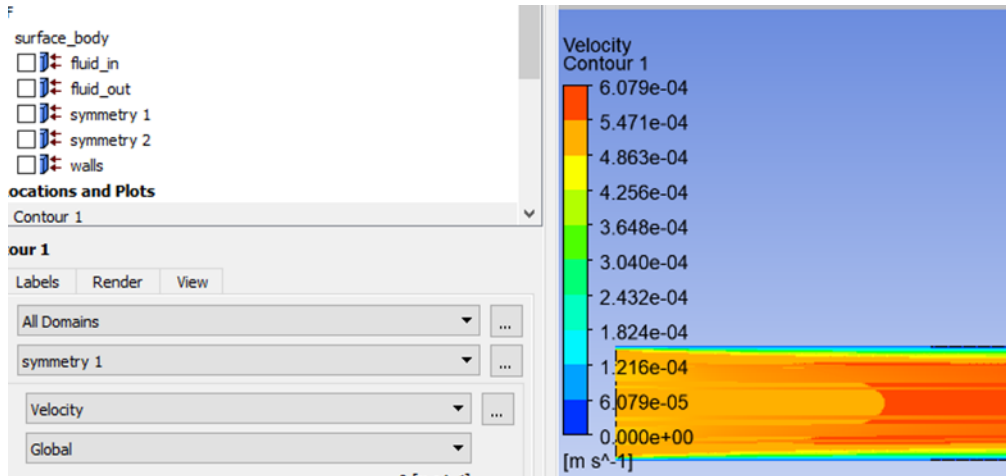 surface_body
fluid_in
fluid_out
symmetry 1
symmetry 2
walls
ocations and Plots
Contour 1
tour 1
Labels Render View
All Domains ...
symmetry 1 ...
Velocity ...
Global
Velocity
Contour 1
6.079e-04
5.471e-04
4.863e-04
4.256e-04
3.648e-04
3.040e-04
2.432e-04
1.824e-04
1.216e-04
6.079e-05
0.000e+00
[m s^-1]